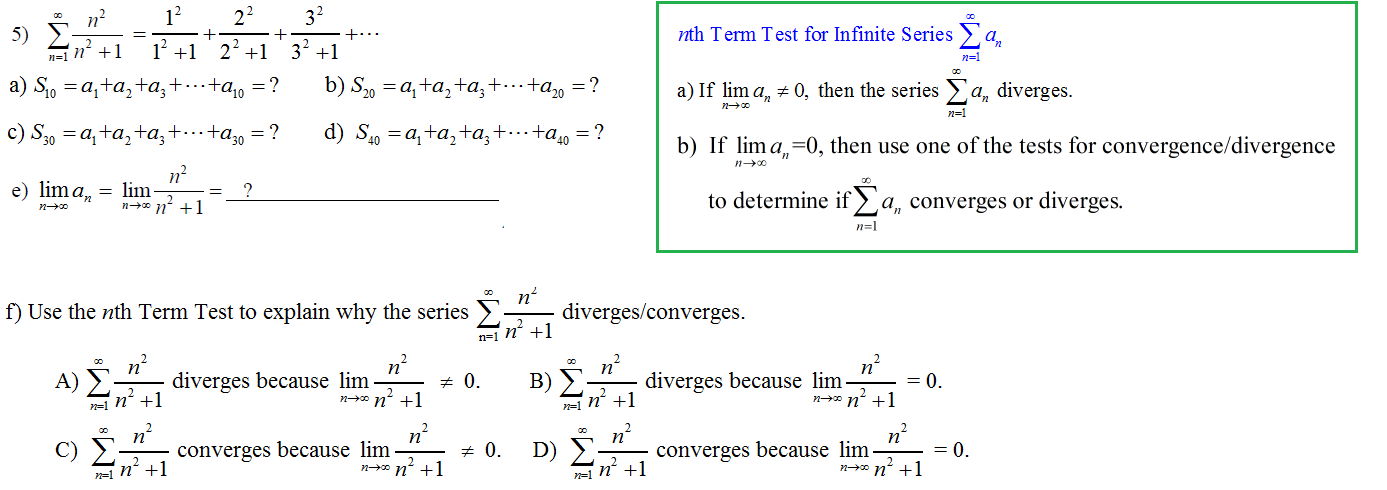 5) $\sum_{n=1}^{\infty} \frac{n^2}{n^2+1} = \frac{1^2}{1^2+1} + \frac{2^2}{2^2+1} + \frac{3^2}{3^2+1} + \cdots$
a) $S_{10} = a_1 + a_2 + a_3 + \cdots + a_{10} = ?$ b) $S_{20} = a_1 + a_2 + a_3 + \cdots + a_{20} = ?$
c) $S_{30} = a_1 + a_2 + a_3 + \cdots + a_{30} = ?$ d) $S_{40} = a_1 + a_2 + a_3 + \cdots + a_{40} = ?$
e) $\lim_{n\to\infty} a_n = \lim_{n\to\infty} \frac{n^2}{n^2+1} =$ ?
nth Term Test for Infinite Series $\sum_{n=1}^{\infty} a_n$
a) If $\lim_{n\to\infty} a_n \neq 0$, then the series $\sum_{n=1}^{\infty} a_n$ diverges.
b) If $\lim_{n\to\infty} a_n = 0$, then use one of the tests for convergence/divergence
to determine if $\sum_{n=1}^{\infty} a_n$ converges or diverges.
f) Use the nth Term Test to explain why the series $\sum_{n=1}^{\infty} \frac{n^2}{n^2+1}$ diverges/converges.
A) $\sum_{n=1}^{\infty} \frac{n^2}{n^2+1}$ diverges because $\lim_{n\to\infty} \frac{n^2}{n^2+1} \neq 0.$ B) $\sum_{n=1}^{\infty} \frac{n^2}{n^2+1}$ diverges because $\lim_{n\to\infty} \frac{n^2}{n^2+1} = 0.$
C) $\sum_{n=1}^{\infty} \frac{n^2}{n^2+1}$ converges because $\lim_{n\to\infty} \frac{n^2}{n^2+1} \neq 0.$ D) $\sum_{n=1}^{\infty} \frac{n^2}{n^2+1}$ converges because $\lim_{n\to\infty} \frac{n^2}{n^2+1} = 0.$